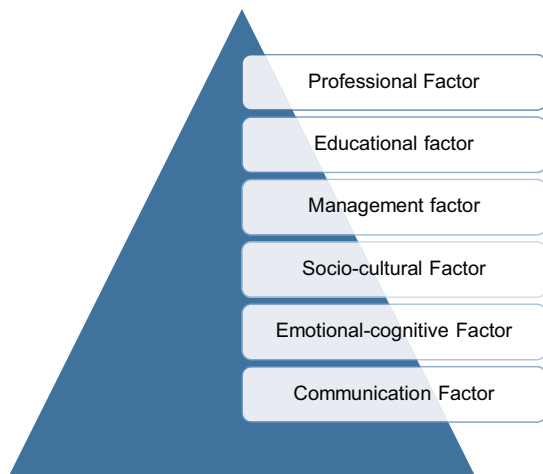 Professional Factor
Educational factor
Management factor
Socio-cultural Factor
Emotional-cognitive Factor
Communication Factor